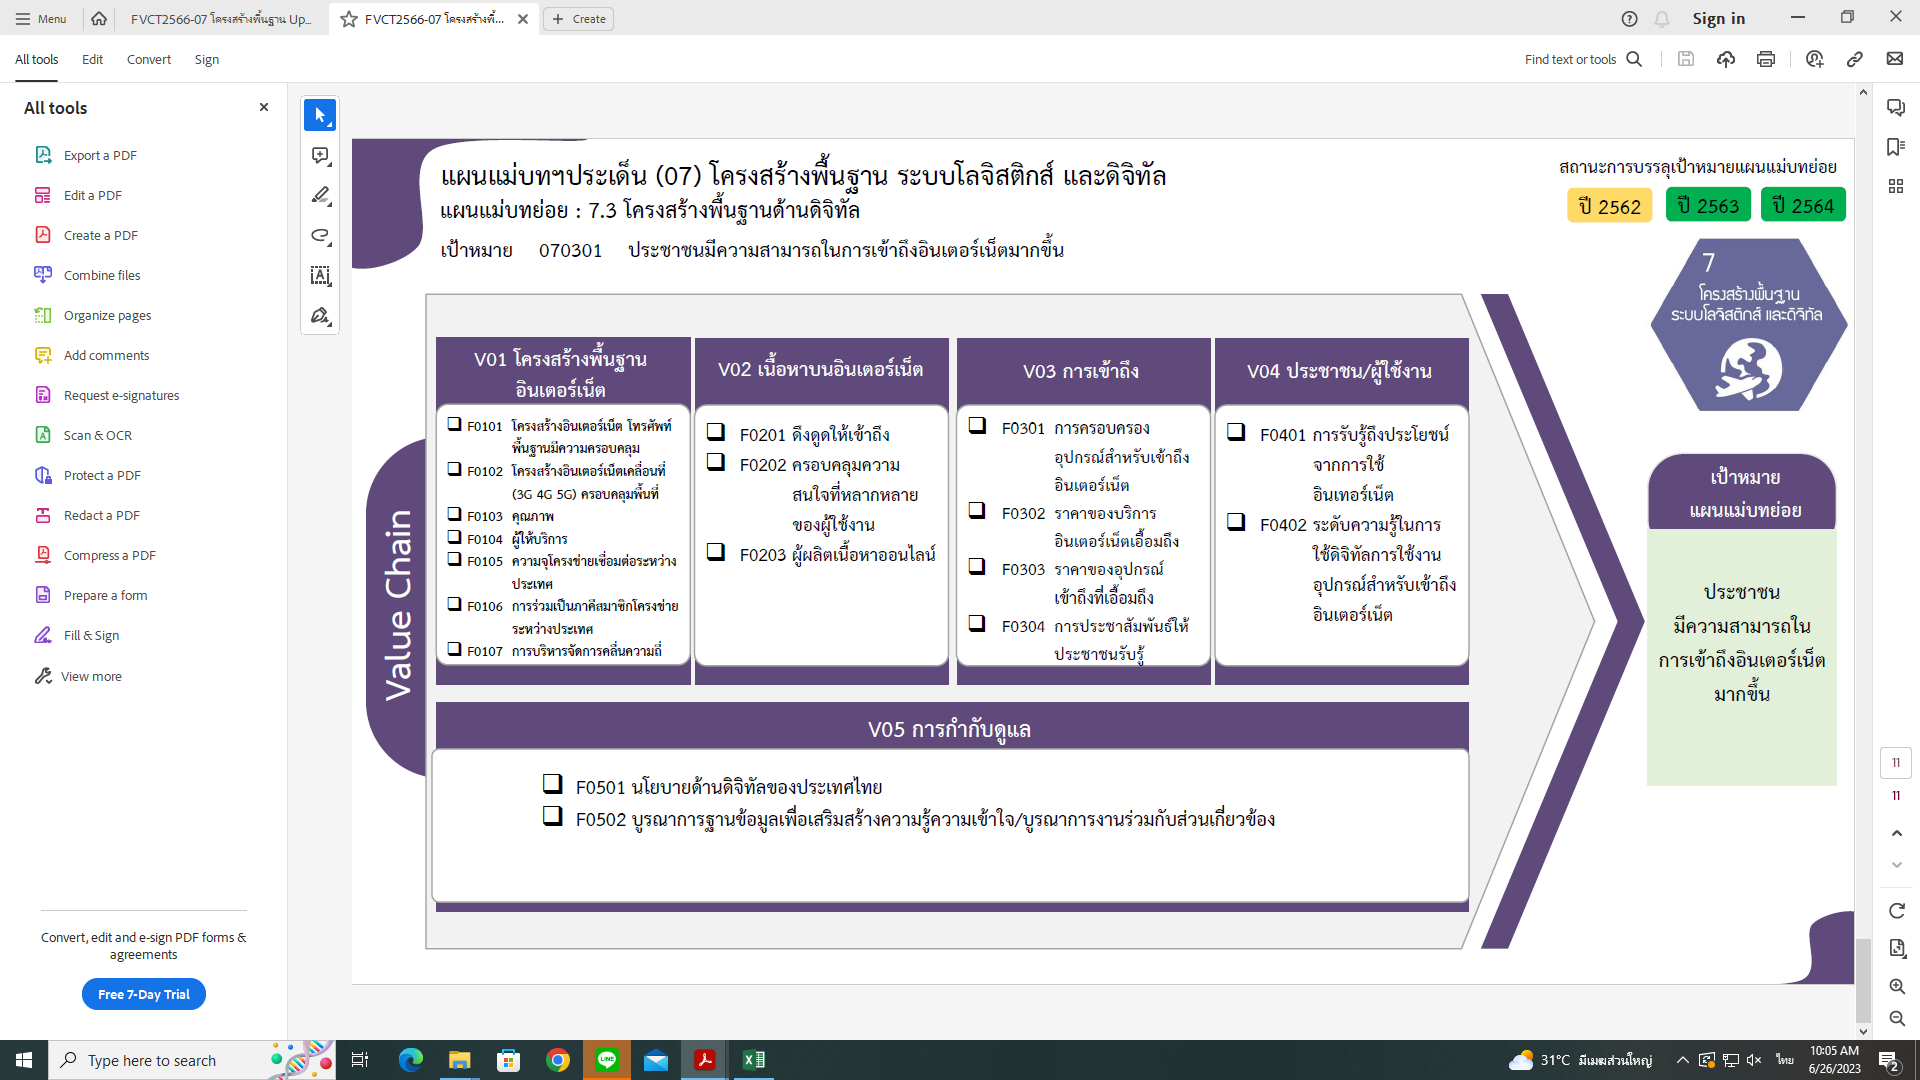 Menu
FVCT2566-07 โครงสร้างพื้นฐาน Up...
FVCT2566-07 โครงสร้างพื้...
Create
Sign in
All tools
Edit
Convert
Sign
Find text or tools
All tools
Export a PDF
Edit a PDF
Create a PDF
Combine files
Organize pages
Add comments
Request e-signatures
Scan & OCR
Protect a PDF
Redact a PDF
Compress a PDF
Prepare a form
Fill & Sign
View more
Convert, edit and e-sign PDF forms &
agreements
Free 7-Day Trial
แผนแม่บทฯประเด็น (07) โครงสร้างพื้นฐาน ระบบโลจิสติกส์ และดิจิทัล
แผนแม่บทย่อย : 7.3 โครงสร้างพื้นฐานด้านดิจิทัล
เป้าหมาย 070301 ประชาชนมีความสามารถในการเข้าถึงอินเตอร์เน็ตมากขึ้น
สถานะการบรรลุเป้าหมายแผนแม่บทย่อย
ปี 2562
ปี 2563
ปี 2564
7
โครงสร้างพื้นฐาน
ระบบโลจิสติกส์ และดิจิทัล
Value Chain
V01 โครงสร้างพื้นฐาน
อินเตอร์เน็ต
F0101 โครงสร้างอินเตอร์เน็ต โทรศัพท์
พื้นฐานมีความครอบคลุม
F0102 โครงสร้างอินเตอร์เน็ตเคลื่อนที่
(3G 4G 5G) ครอบคลุมพื้นที่
F0103 คุณภาพ
F0104 ผู้ให้บริการ
F0105 ความจุโครงข่ายเชื่อมต่อระหว่าง
ประเทศ
F0106 การร่วมเป็นภาคีสมาชิกโครงข่าย
ระหว่างประเทศ
F0107 การบริหารจัดการคลื่นความถี่
V02 เนื้อหาบนอินเตอร์เน็ต
F0201 ดึงดูดให้เข้าถึง
F0202 ครอบคลุมความ
สนใจที่หลากหลาย
ของผู้ใช้งาน
F0203 ผู้ผลิตเนื้อหาออนไลน์
V03 การเข้าถึง
F0301 การครอบครอง
อุปกรณ์สำหรับเข้าถึง
อินเตอร์เน็ต
F0302 ราคาของบริการ
อินเตอร์เน็ตเอื้อมถึง
F0303 ราคาของอุปกรณ์
เข้าถึงที่เอื้อมถึง
F0304 การประชาสัมพันธ์ให้
ประชาชนรับรู้
V04 ประชาชน/ผู้ใช้งาน
F0401 การรับรู้ถึงประโยชน์
จากการใช้
อินเทอร์เน็ต
F0402 ระดับความรู้ในการ
ใช้ดิจิทัลการใช้งาน
อุปกรณ์สำหรับเข้าถึง
อินเตอร์เน็ต
V05 การกำกับดูแล
F0501 นโยบายด้านดิจิทัลของประเทศไทย
F0502 บูรณาการฐานข้อมูลเพื่อเสริมสร้างความรู้ความเข้าใจ/บูรณาการงานร่วมกับส่วนเกี่ยวข้อง
เป้าหมาย
แผนแม่บทย่อย
ประชาชน
มีความสามารถใน
การเข้าถึงอินเตอร์เน็ต
มากขึ้น
11
11
Type here to search
LINE
31°C มีเมฆส่วนใหญ่
ไทย
10:05 AM
6/26/2023
2